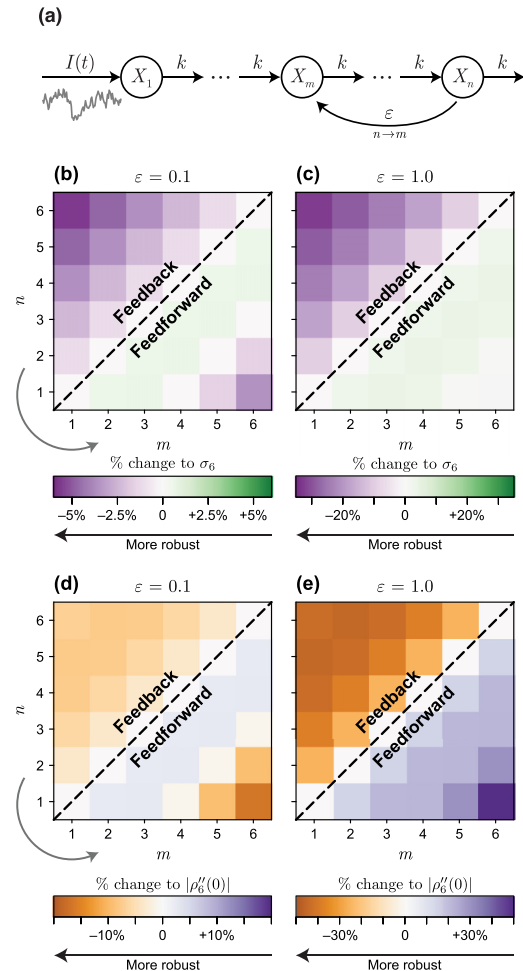 (a)
I(t) X₁ k ⋯ k Xₘ k ⋯ k Xₙ k
ε
n→m
(b) ε = 0.1
(c) ε = 1.0
6
5
4
3
2
1
n
Feedback
Feedforward
Feedback
Feedforward
1 2 3 4 5 6
1 2 3 4 5 6
m
m
% change to σ₆
% change to σ₆
−5% −2.5% 0 +2.5% +5%
−20% 0 +20%
More robust
More robust
(d) ε = 0.1
(e) ε = 1.0
6
5
4
3
2
1
n
Feedback
Feedforward
Feedback
Feedforward
1 2 3 4 5 6
1 2 3 4 5 6
m
m
% change to |ρ₆″(0)|
% change to |ρ₆″(0)|
−10% 0 +10%
−30% 0 +30%
More robust
More robust